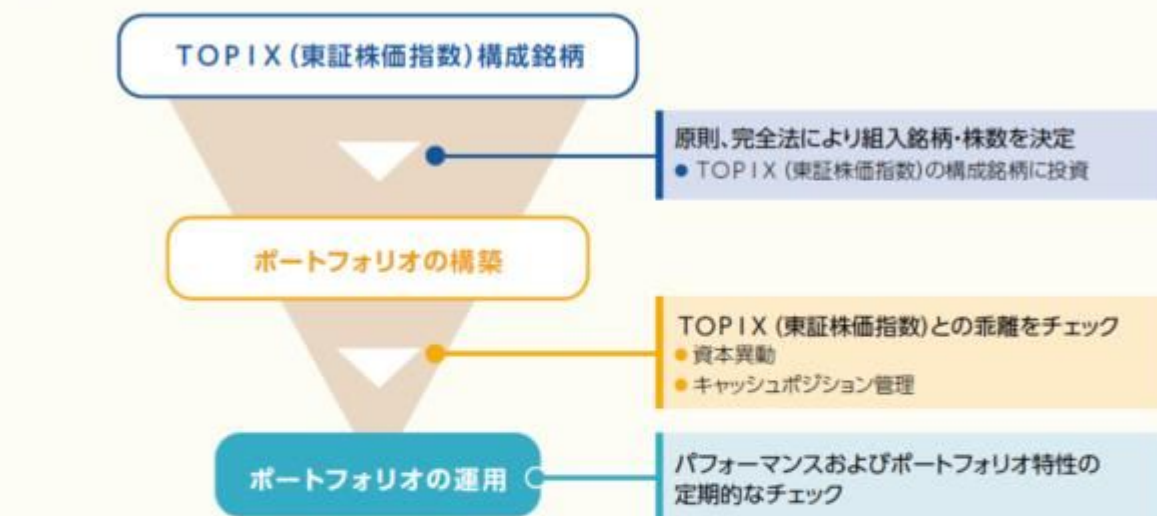 TOPIX(東証株価指数)構成銘柄
原則、完全法により組入銘柄・株数を決定
● TOPIX(東証株価指数)の構成銘柄に投資
ポートフォリオの構築
TOPIX(東証株価指数)との乖離をチェック
● 資本異動
● キャッシュポジション管理
ポートフォリオの運用
パフォーマンスおよびポートフォリオ特性の
定期的なチェック